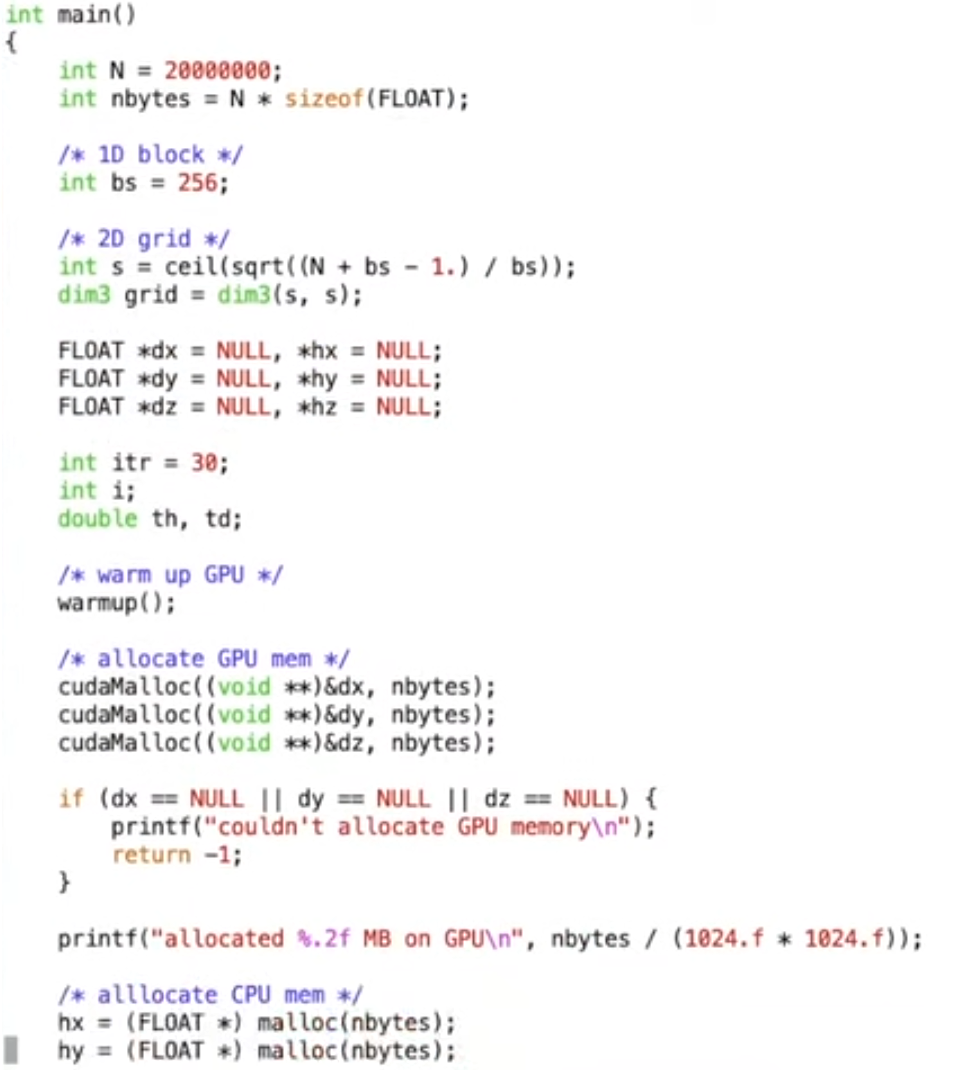 int main()
{
    int N = 20000000;
    int nbytes = N * sizeof(FLOAT);

    /* 1D block */
    int bs = 256;

    /* 2D grid */
    int s = ceil(sqrt((N + bs - 1.) / bs));
    dim3 grid = dim3(s, s);

    FLOAT *dx = NULL, *hx = NULL;
    FLOAT *dy = NULL, *hy = NULL;
    FLOAT *dz = NULL, *hz = NULL;

    int itr = 30;
    int i;
    double th, td;

    /* warm up GPU */
    warmup();

    /* allocate GPU mem */
    cudaMalloc((void **)&dx, nbytes);
    cudaMalloc((void **)&dy, nbytes);
    cudaMalloc((void **)&dz, nbytes);

    if (dx == NULL || dy == NULL || dz == NULL) {
        printf("couldn't allocate GPU memory\n");
        return -1;
    }

    printf("allocated %.2f MB on GPU\n", nbytes / (1024.f * 1024.f));

    /* alllocate CPU mem */
    hx = (FLOAT *) malloc(nbytes);
    hy = (FLOAT *) malloc(nbytes);